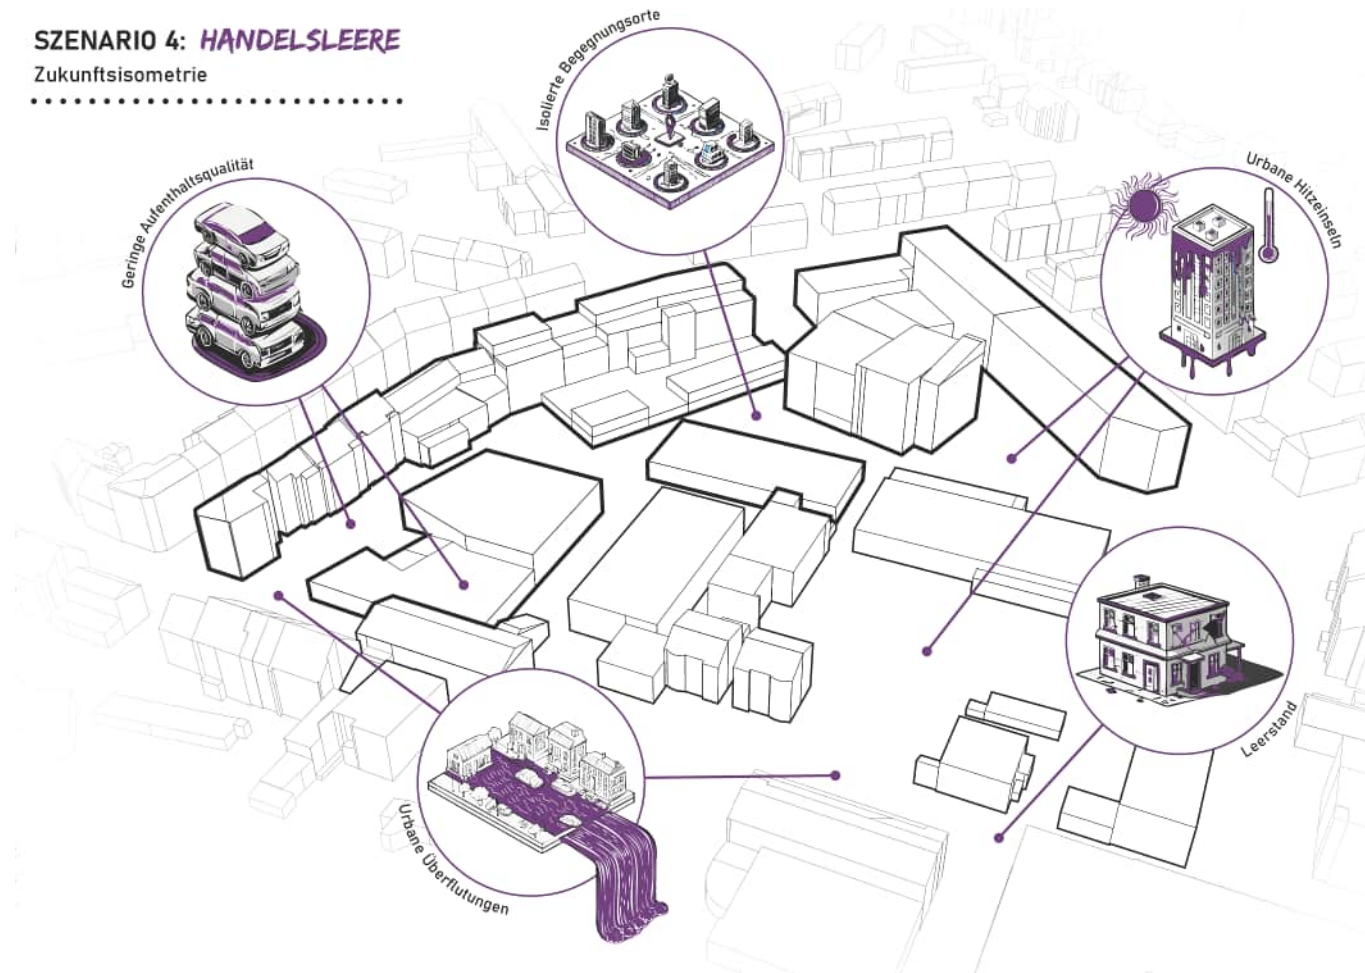 SZENARIO 4: HANDELSLEERE
Zukunftsisometrie
Isolierte Begegnungsorte
Geringe Aufenthaltsqualität
Urbane Hitzeinseln
Leerstand
Urbane Überflutungen